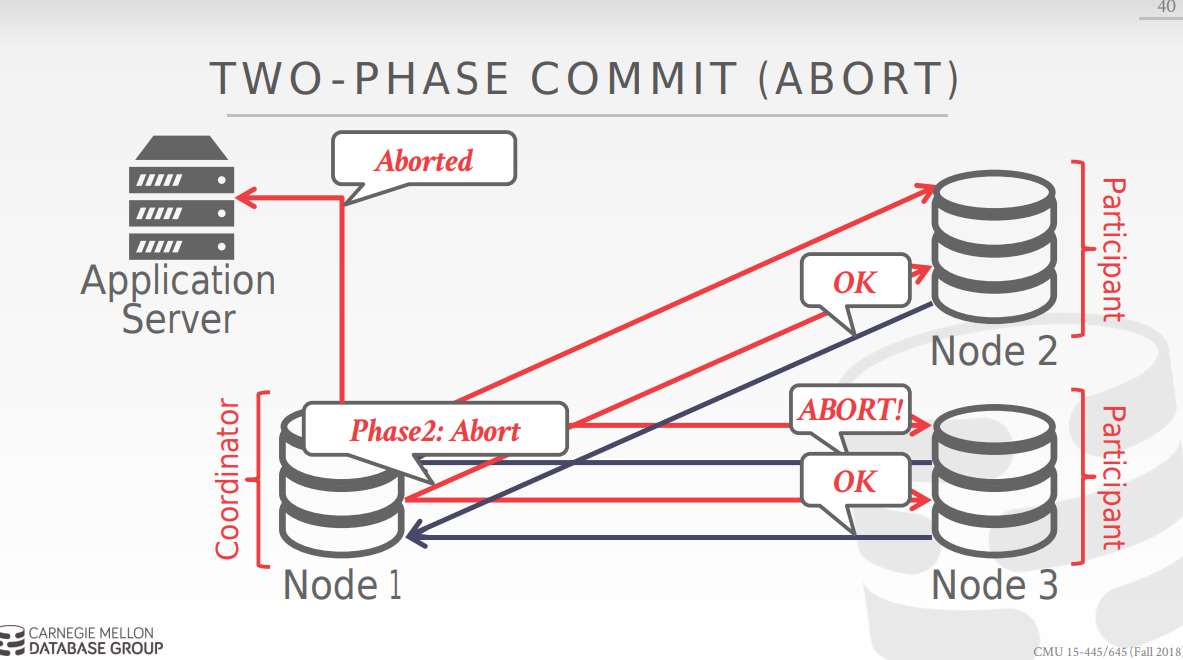 40
TWO-PHASE COMMIT (ABORT)
Aborted
Application
Server
OK
Participant
Node 2
Coordinator
Phase2: Abort
ABORT!
OK
Participant
Node 1
Node 3
CARNEGIE MELLON
DATABASE GROUP
CMU 15-445/645 (Fall 2018)